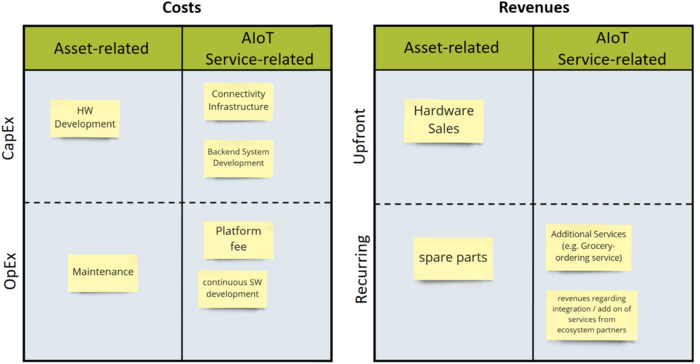 Costs
Asset-related
AIoT
Service-related
CapEx
HW
Development
Connectivity
Infrastructure
Backend System
Development
OpEx
Maintenance
Platform
fee
continuous SW
development
Revenues
Asset-related
AIoT
Service-related
Upfront
Hardware
Sales
Recurring
spare parts
Additional Services
(e.g. Grocery-
ordering service)
revenues regarding
integration / add on of
services from
ecosystem partners